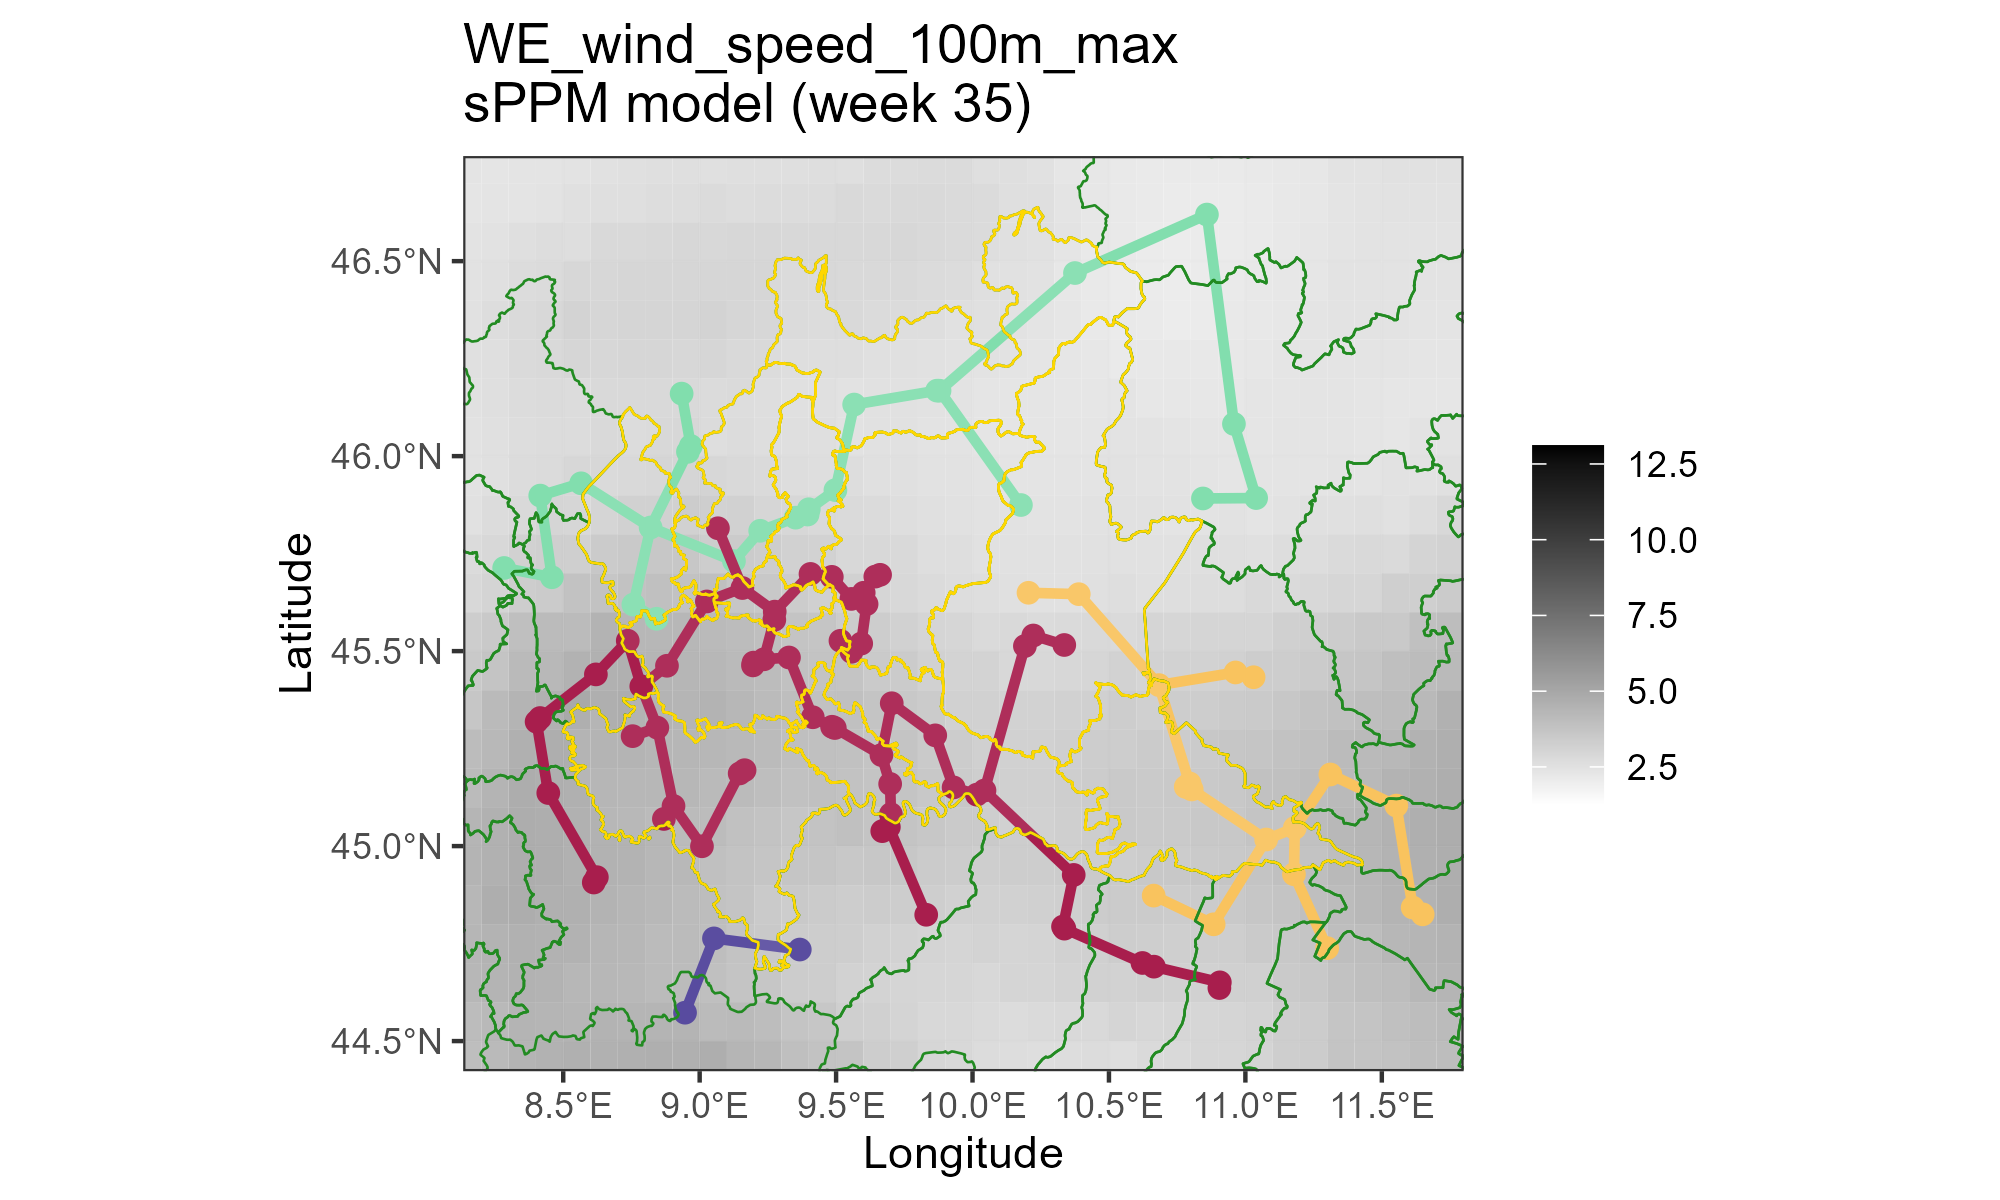 WE_wind_speed_100m_max
sPPM model (week 35)
Latitude
46.5°N
46.0°N
45.5°N
45.0°N
44.5°N
8.5°E
9.0°E
9.5°E
10.0°E
10.5°E
11.0°E
11.5°E
Longitude
12.5
10.0
7.5
5.0
2.5